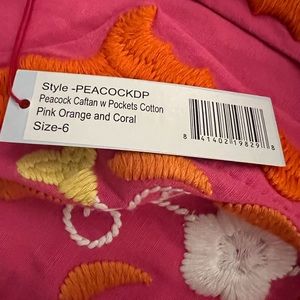 Style -PEACOCKDP
Peacock Caftan w Pockets Cotton
Pink Orange and Coral
Size-6
8 41402 19829 8